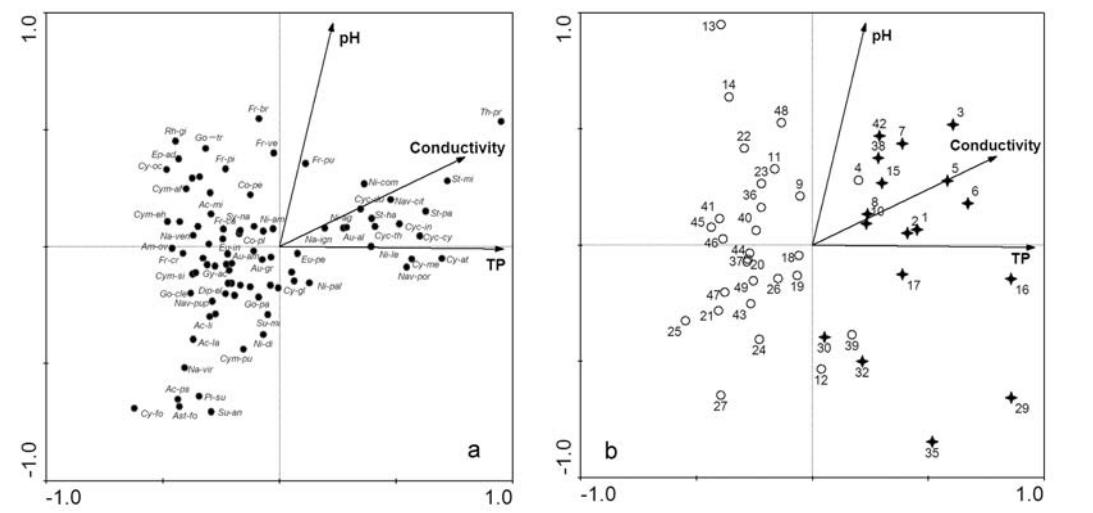 1.0
pH
Th-pr
Fr-br
Rh-gi
Go-tr
Fr-ve
Ep-ad
Fr-pi
Fr-pu
Conductivity
Cy-oc
St-mi
Cym-af
Co-pe
Ni-com
Cyc-du
Nav-cit
Ac-mi
St-pa
Cym-eh
Fr-ca
Sy-na
Ni-am
Ni-ag
St-ha
Cyc-in
Na-ven
Na-ign
Au-al
Cyc-th
Cyc-cy
Co-pl
Am-ov
Eu-in
Ni-le
TP
Fr-cr
Au-am
Eu-pe
Cy-me
Cy-at
Cym-si
Gy-ac
Au-gr
Nav-por
Go-cle
Dip-el
Cy-gl
Ni-pal
Nav-pup
Go-pa
Ac-li
Su-mi
Ac-la
Ni-di
Cym-pu
Na-vir
Ac-ps
Pi-su
Cy-fo
Ast-fo
Su-an
a
-1.0
-1.0
1.0
1.0
13
pH
14
48
3
42
7
22
38
Conductivity
11
23
4
15
5
36
9
6
41
8
45
40
10
2
1
46
44
18
TP
37
20
17
16
49
26
19
47
21
43
25
24
30
39
32
12
27
29
35
b
-1.0
-1.0
1.0